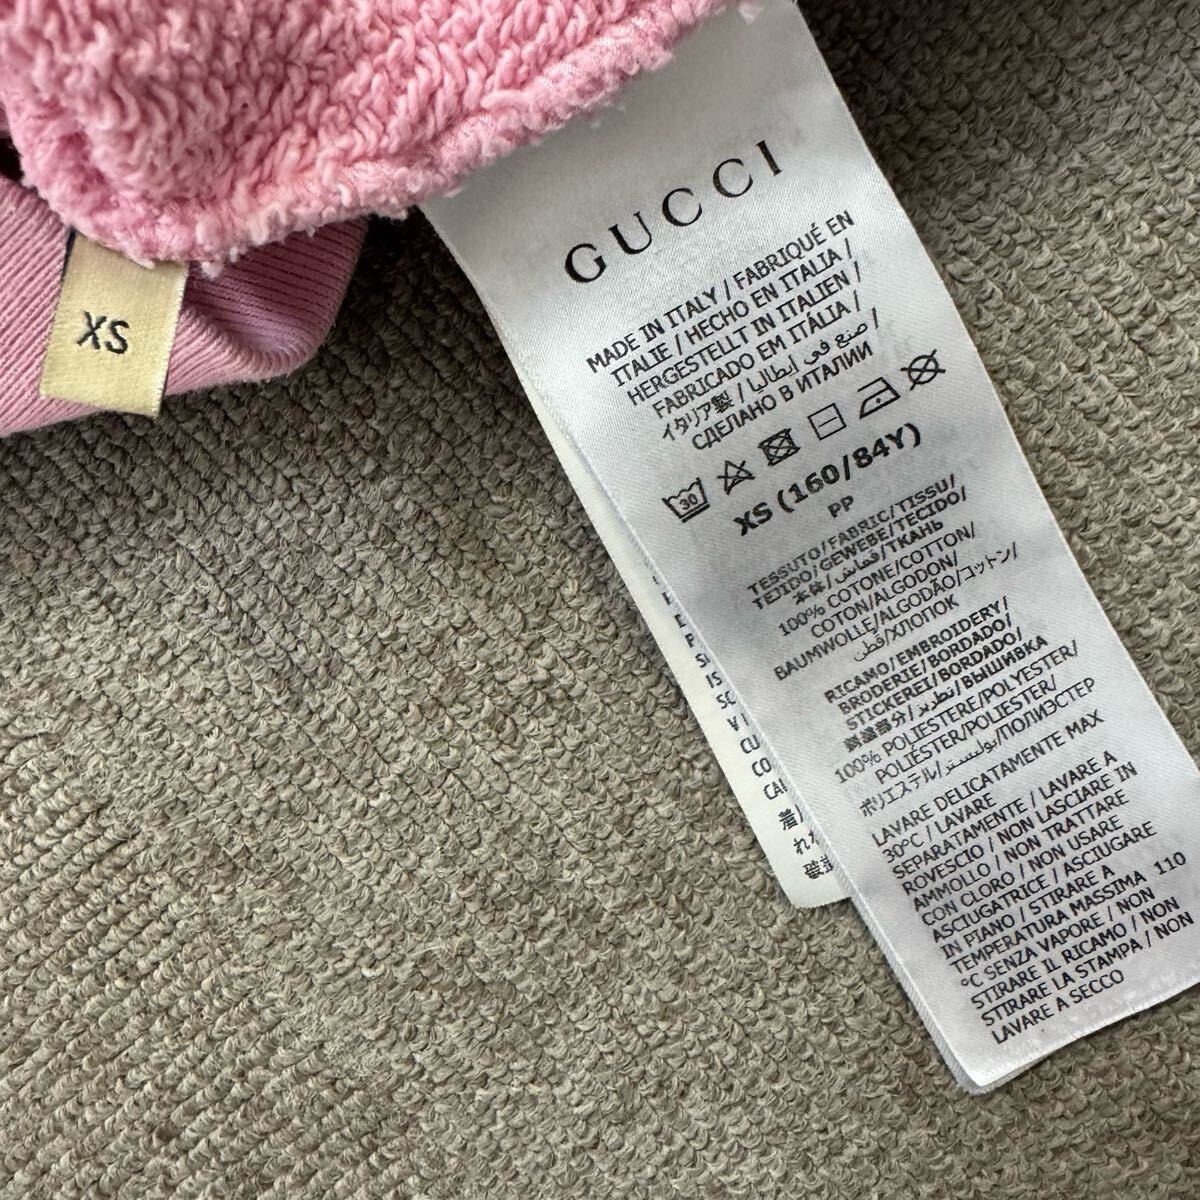 XS
GUCCI
MADE IN ITALY / FABRIQUÉ EN
ITALIE / HECHO EN ITALIA /
HERGESTELLT IN ITALIEN /
FABRICADO EM ITALIA /
イタリア製 / صنع في إيطاليا /
СДЕЛАНО В ИТАЛИИ
30
XS (160/84Y)
PP
TESSUTO/FABRIC/TISSU/
TEJIDO/GEWEBE/TECIDO/
本体/قماش/ТКАНЬ
100% COTONE/COTTON/
COTON/ALGODON/
BAUMWOLLE/ALGODÃO/コットン/
قطن/ХЛОПОК
RICAMO/EMBROIDERY/
BRODERIE/BORDADO/
STICKEREI/BORDADO/
刺繍部分/تطريز/ВЫШИВКА
100% POLIESTERE/POLYESTER/
POLIÉSTER/POLIESTER/
ポリエステル/بوليستر/ПОЛИЭСТЕР
LAVARE DELICATAMENTE MAX
30°C / LAVARE
SEPARATAMENTE / LAVARE A
ROVESCIO / NON LASCIARE IN
AMMOLLO / NON TRATTARE
CON CLORO / NON USARE
ASCIUGATRICE / ASCIUGARE
IN PIANO / STIRARE A
TEMPERATURA MASSIMA 110
°C SENZA VAPORE / NON
STIRARE IL RICAMO / NON
STIRARE LA STAMPA / NON
LAVARE A SECCO